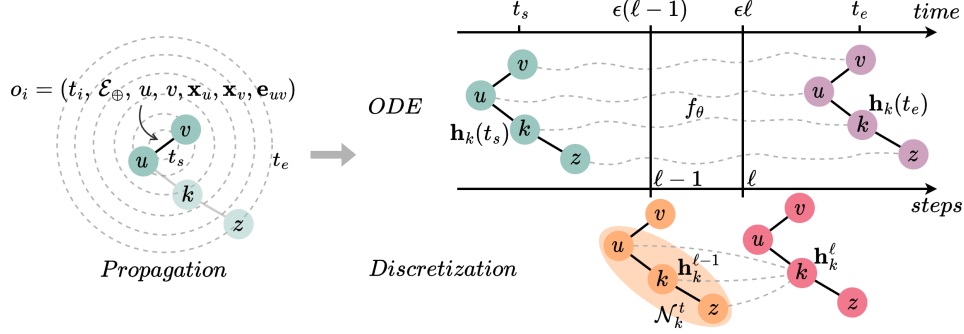 t_s ϵ(ℓ−1) ϵℓ t_e time
o_i = (t_i, ℰ_⊕, u, v, x_u, x_v, e_uv)
v
u
t_s
t_e
k
z
Propagation
ODE
v
u
h_k(t_s)
k
z
f_θ
v
u
h_k(t_e)
k
z
ℓ−1 ℓ
steps
Discretization
v
u
h_k^{ℓ−1}
k
z
𝒩_k^t
v
u
h_k^ℓ
k
z